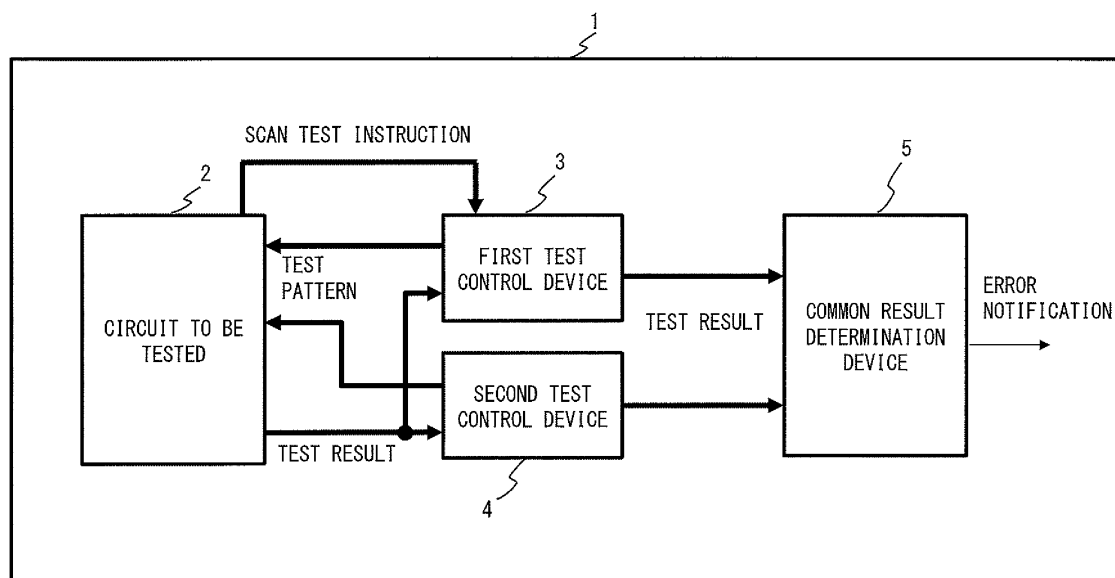 1
SCAN TEST INSTRUCTION
2
3
5
TEST
PATTERN
FIRST TEST
CONTROL DEVICE
CIRCUIT TO BE
TESTED
TEST RESULT
COMMON RESULT
DETERMINATION
DEVICE
ERROR
NOTIFICATION
SECOND TEST
CONTROL DEVICE
TEST RESULT
4